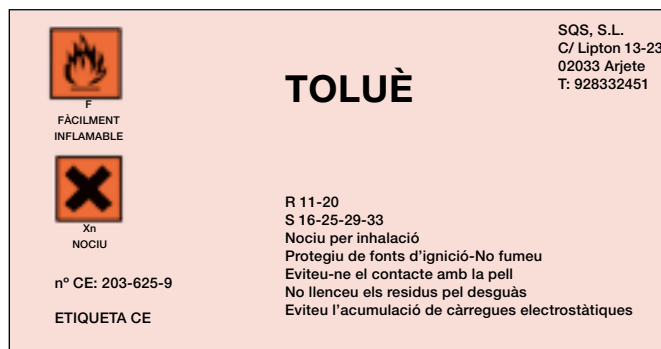 F
FÀCILMENT
INFLAMABLE
Xn
NOCIU
nº CE: 203-625-9
ETIQUETA CE
TOLUÈ
SQS, S.L.
C/ Lipton 13-23
02033 Arjete
T: 928332451
R 11-20
S 16-25-29-33
Nociu per inhalació
Protegiu de fonts d’ignició-No fumeu
Eviteu-ne el contacte amb la pell
No llenceu els residus pel desguàs
Eviteu l’acumulació de càrregues electrostàtiques